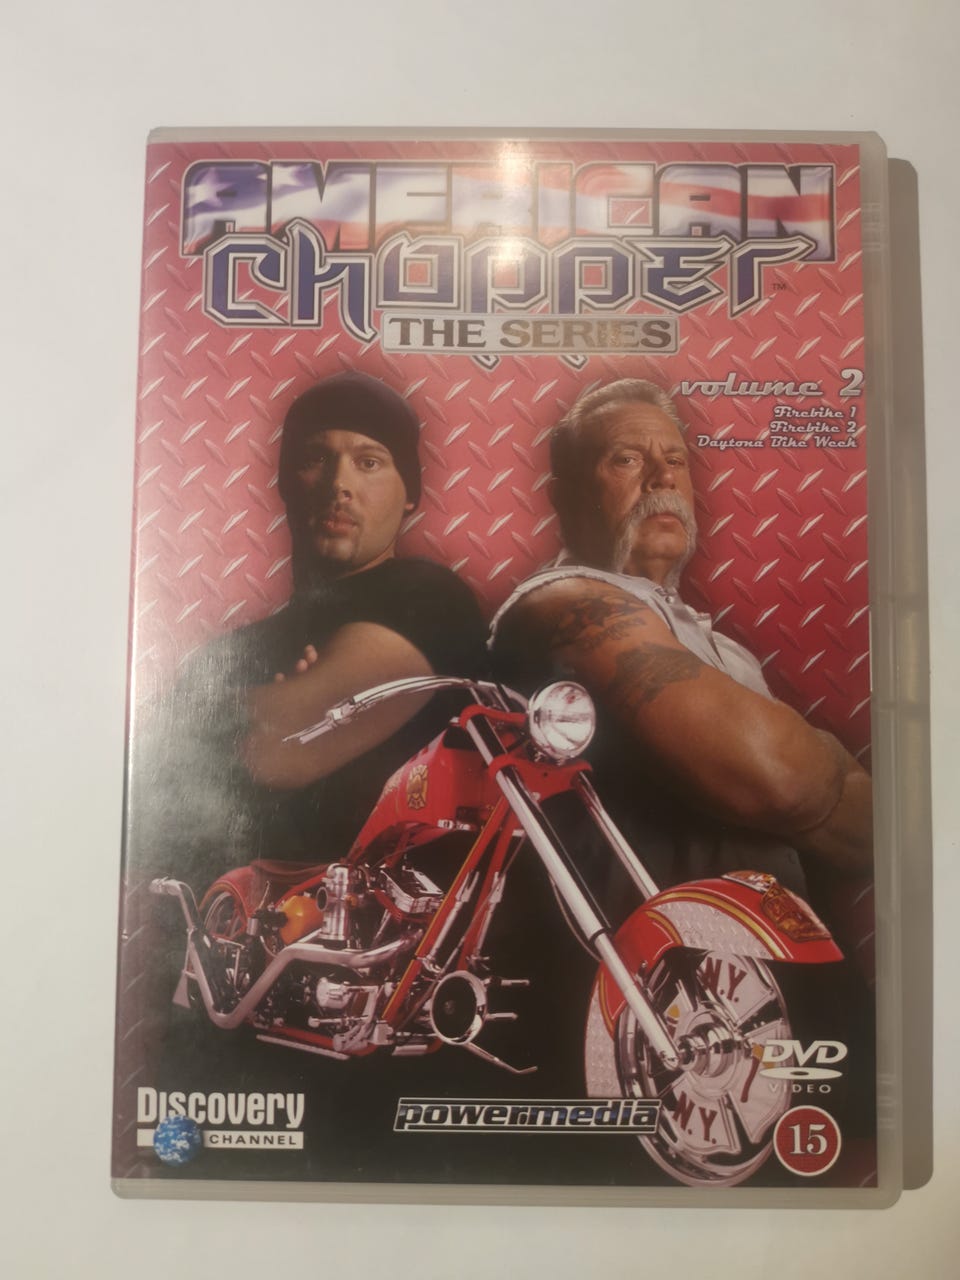 AMERICAN
CHOPPER
™
THE SERIES
volume 2
Firebike 1
Firebike 2
Daytona Bike Week
N.Y.
N.Y.
DVD
VIDEO
Discovery
CHANNEL
powermedia
15